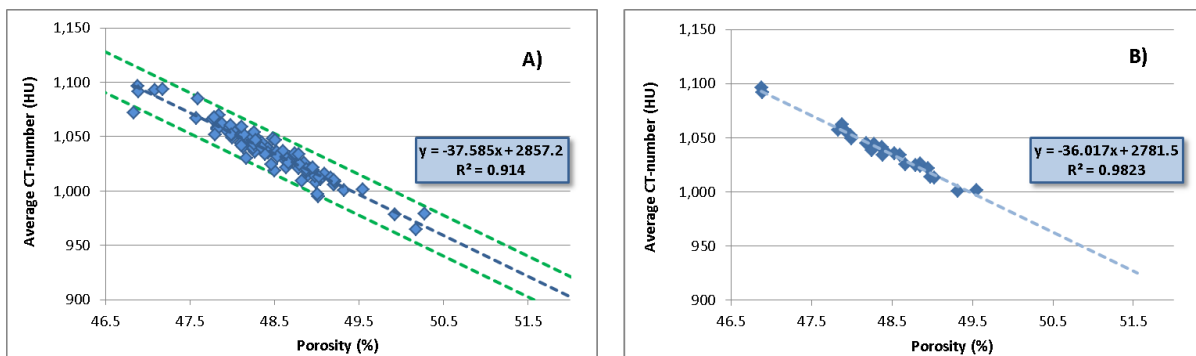 A)
Average CT-number (HU)
1,150
1,100
1,050
1,000
950
900
y = -37.585x + 2857.2
R² = 0.914
46.5 47.5 48.5 49.5 50.5 51.5
Porosity (%)
B)
Average CT-number (HU)
1,150
1,100
1,050
1,000
950
900
y = -36.017x + 2781.5
R² = 0.9823
46.5 47.5 48.5 49.5 50.5 51.5
Porosity (%)